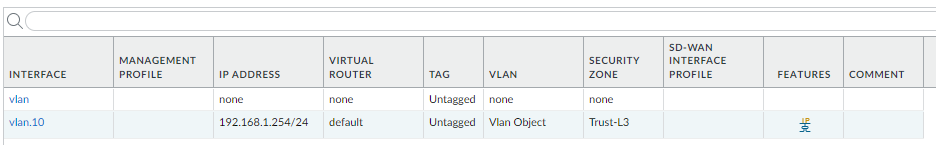 SD-WAN
MANAGEMENT VIRTUAL SECURITY INTERFACE
INTERFACE PROFILE IP ADDRESS ROUTER TAG VLAN ZONE PROFILE FEATURES COMMENT
vlan none none Untagged none none
vlan.10 192.168.1.254/24 default Untagged Vlan Object Trust-L3